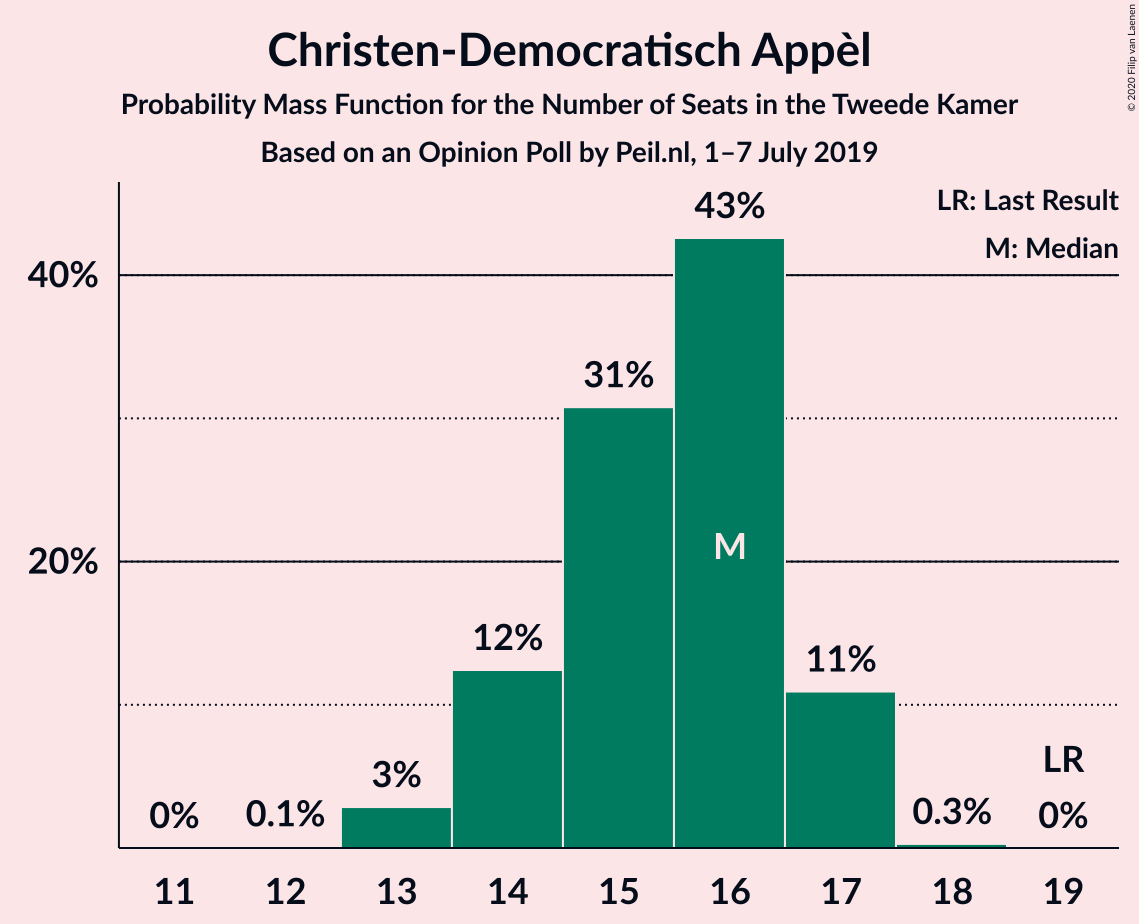 Christen-Democratisch Appèl
Probability Mass Function for the Number of Seats in the Tweede Kamer
Based on an Opinion Poll by Peil.nl, 1–7 July 2019
© 2020 Filip van Laenen
LR: Last Result
M: Median
40%
20%
0%
0.1%
3%
12%
31%
43%
M
11%
0.3%
LR
0%
11 12 13 14 15 16 17 18 19